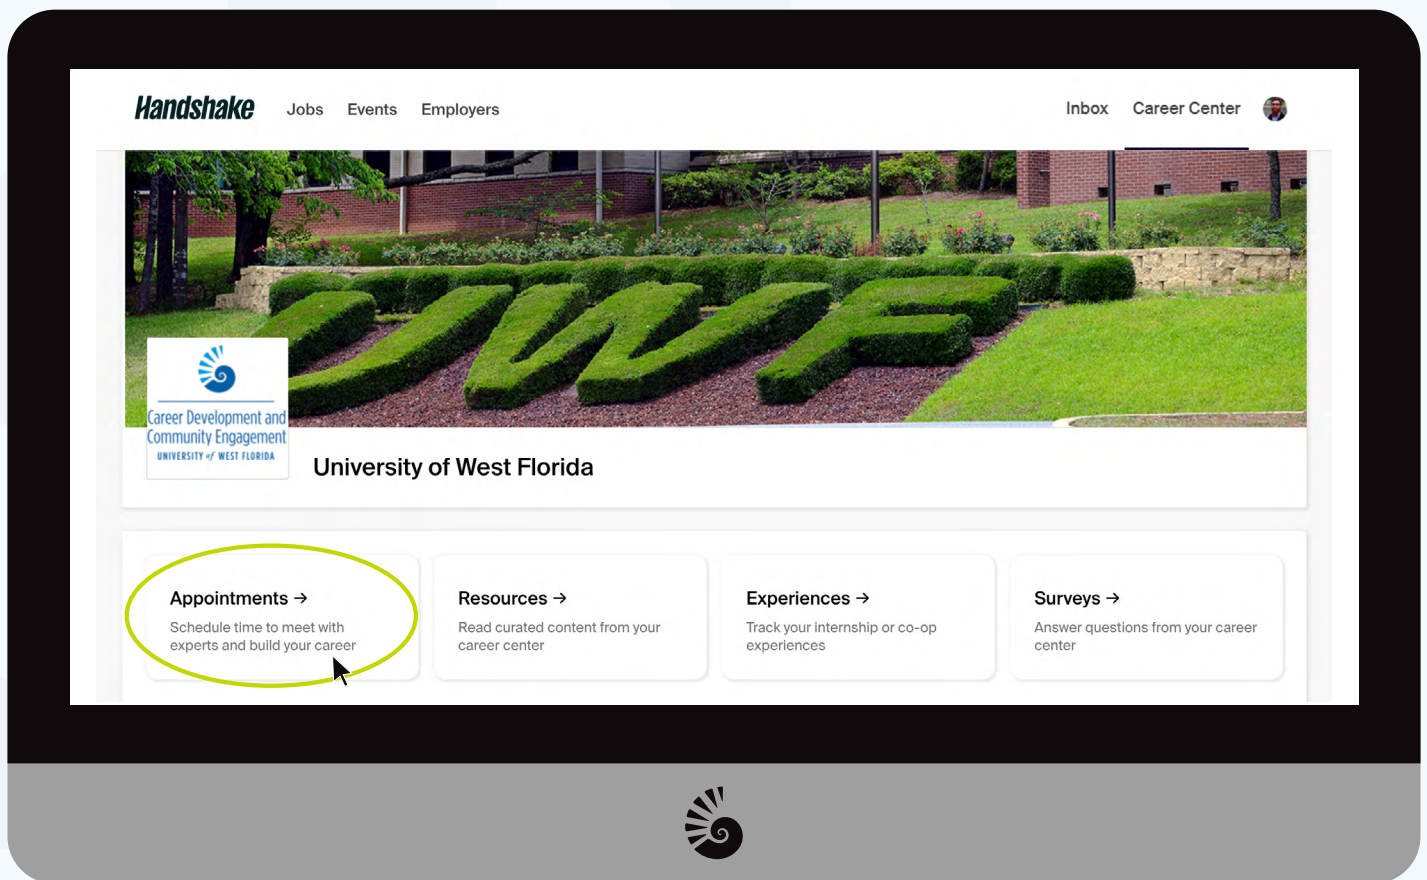 Handshake Jobs Events Employers Inbox Career Center
UWF
Career Development and
Community Engagement
UNIVERSITY of WEST FLORIDA
University of West Florida
Appointments →
Schedule time to meet with
experts and build your career
Resources →
Read curated content from your
career center
Experiences →
Track your internship or co-op
experiences
Surveys →
Answer questions from your career
center